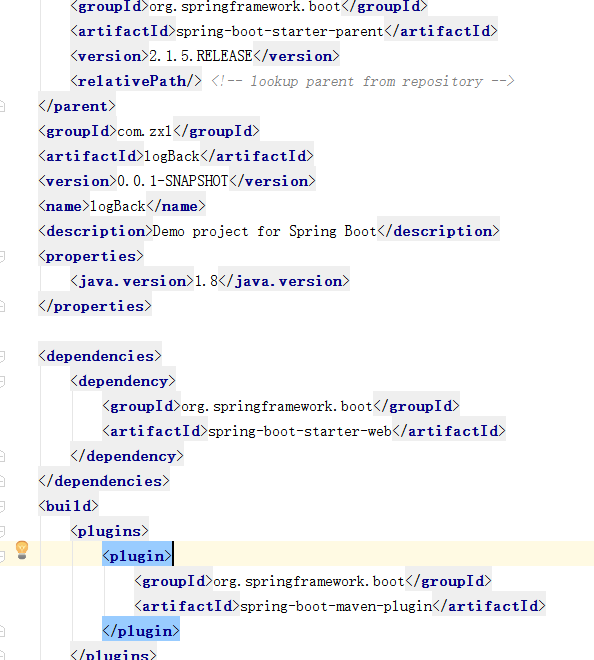 <groupId>org.springframework.boot</groupId>
<artifactId>spring-boot-starter-parent</artifactId>
<version>2.1.5.RELEASE</version>
<relativePath/> <!-- lookup parent from repository -->
</parent>
<groupId>com.zxl</groupId>
<artifactId>logBack</artifactId>
<version>0.0.1-SNAPSHOT</version>
<name>logBack</name>
<description>Demo project for Spring Boot</description>
<properties>
<java.version>1.8</java.version>
</properties>
<dependencies>
<dependency>
<groupId>org.springframework.boot</groupId>
<artifactId>spring-boot-starter-web</artifactId>
</dependency>
</dependencies>
<build>
<plugins>
<plugin>
<groupId>org.springframework.boot</groupId>
<artifactId>spring-boot-maven-plugin</artifactId>
</plugin>
</plugins>